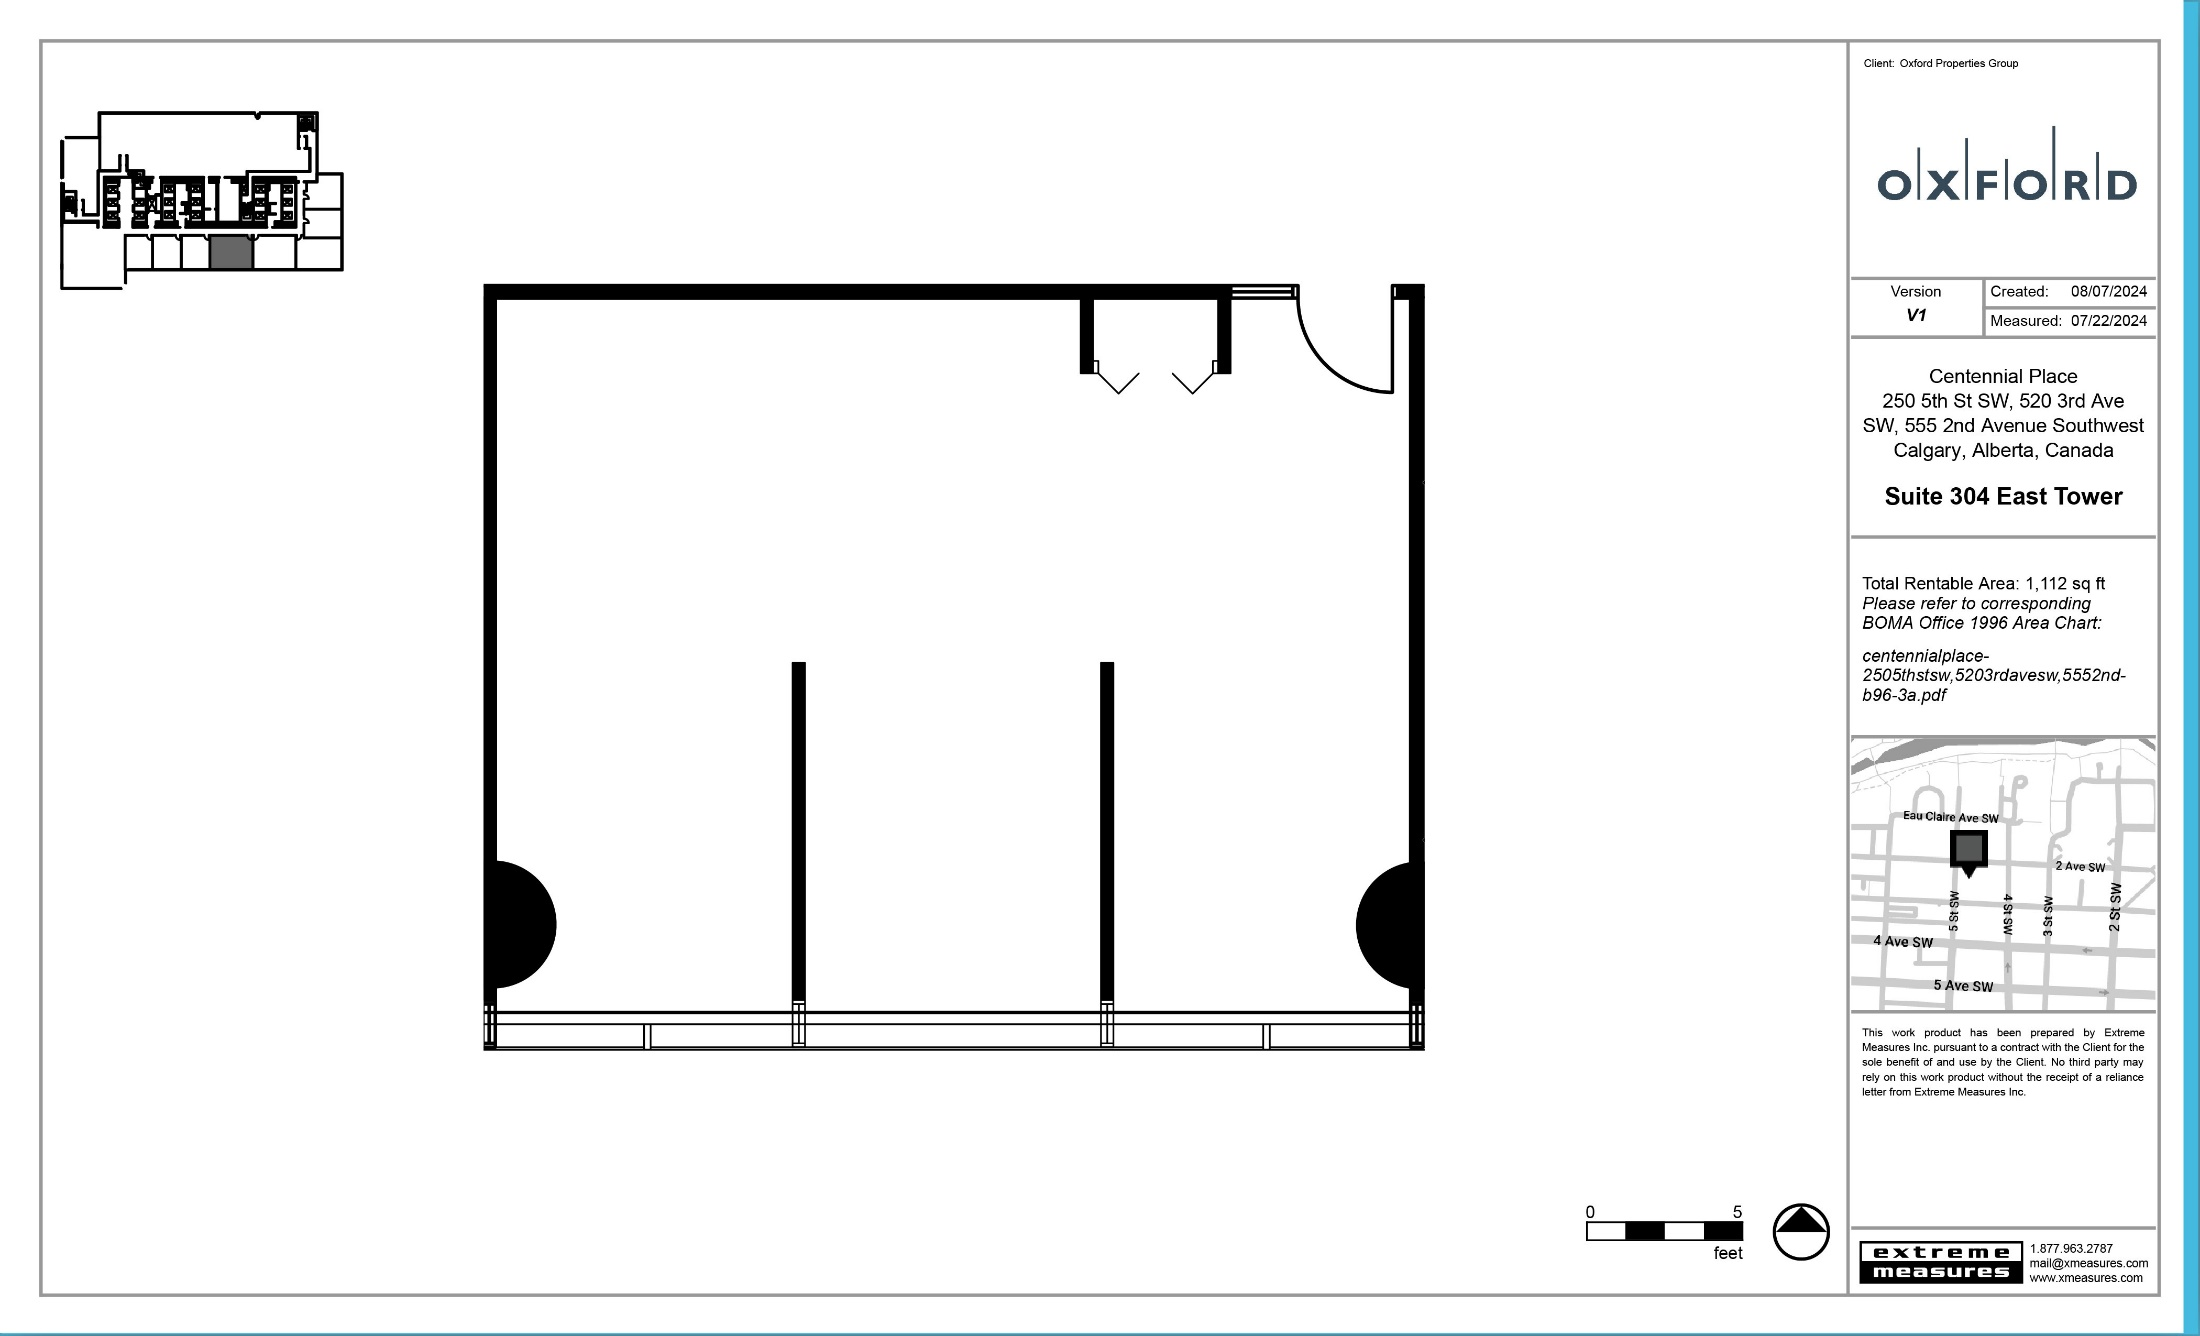 Client: Oxford Properties Group
OXFORD
Version
V1
Created: 08/07/2024
Measured: 07/22/2024
Centennial Place
250 5th St SW, 520 3rd Ave
SW, 555 2nd Avenue Southwest
Calgary, Alberta, Canada
Suite 304 East Tower
Total Rentable Area: 1,112 sq ft
Please refer to corresponding
BOMA Office 1996 Area Chart:
centennialplace-
2505thstsw,5203rdavesw,5552nd-
b96-3a.pdf
Eau Claire Ave SW
2 Ave SW
5 St SW
4 St SW
3 St SW
2 St SW
4 Ave SW
5 Ave SW
This work product has been prepared by Extreme
Measures Inc. pursuant to a contract with the Client for the
sole benefit of and use by the Client. No third party may
rely on this work product without the receipt of a reliance
letter from Extreme Measures Inc.
0 5
feet
extreme
measures
1.877.963.2787
mail@xmeasures.com
www.xmeasures.com